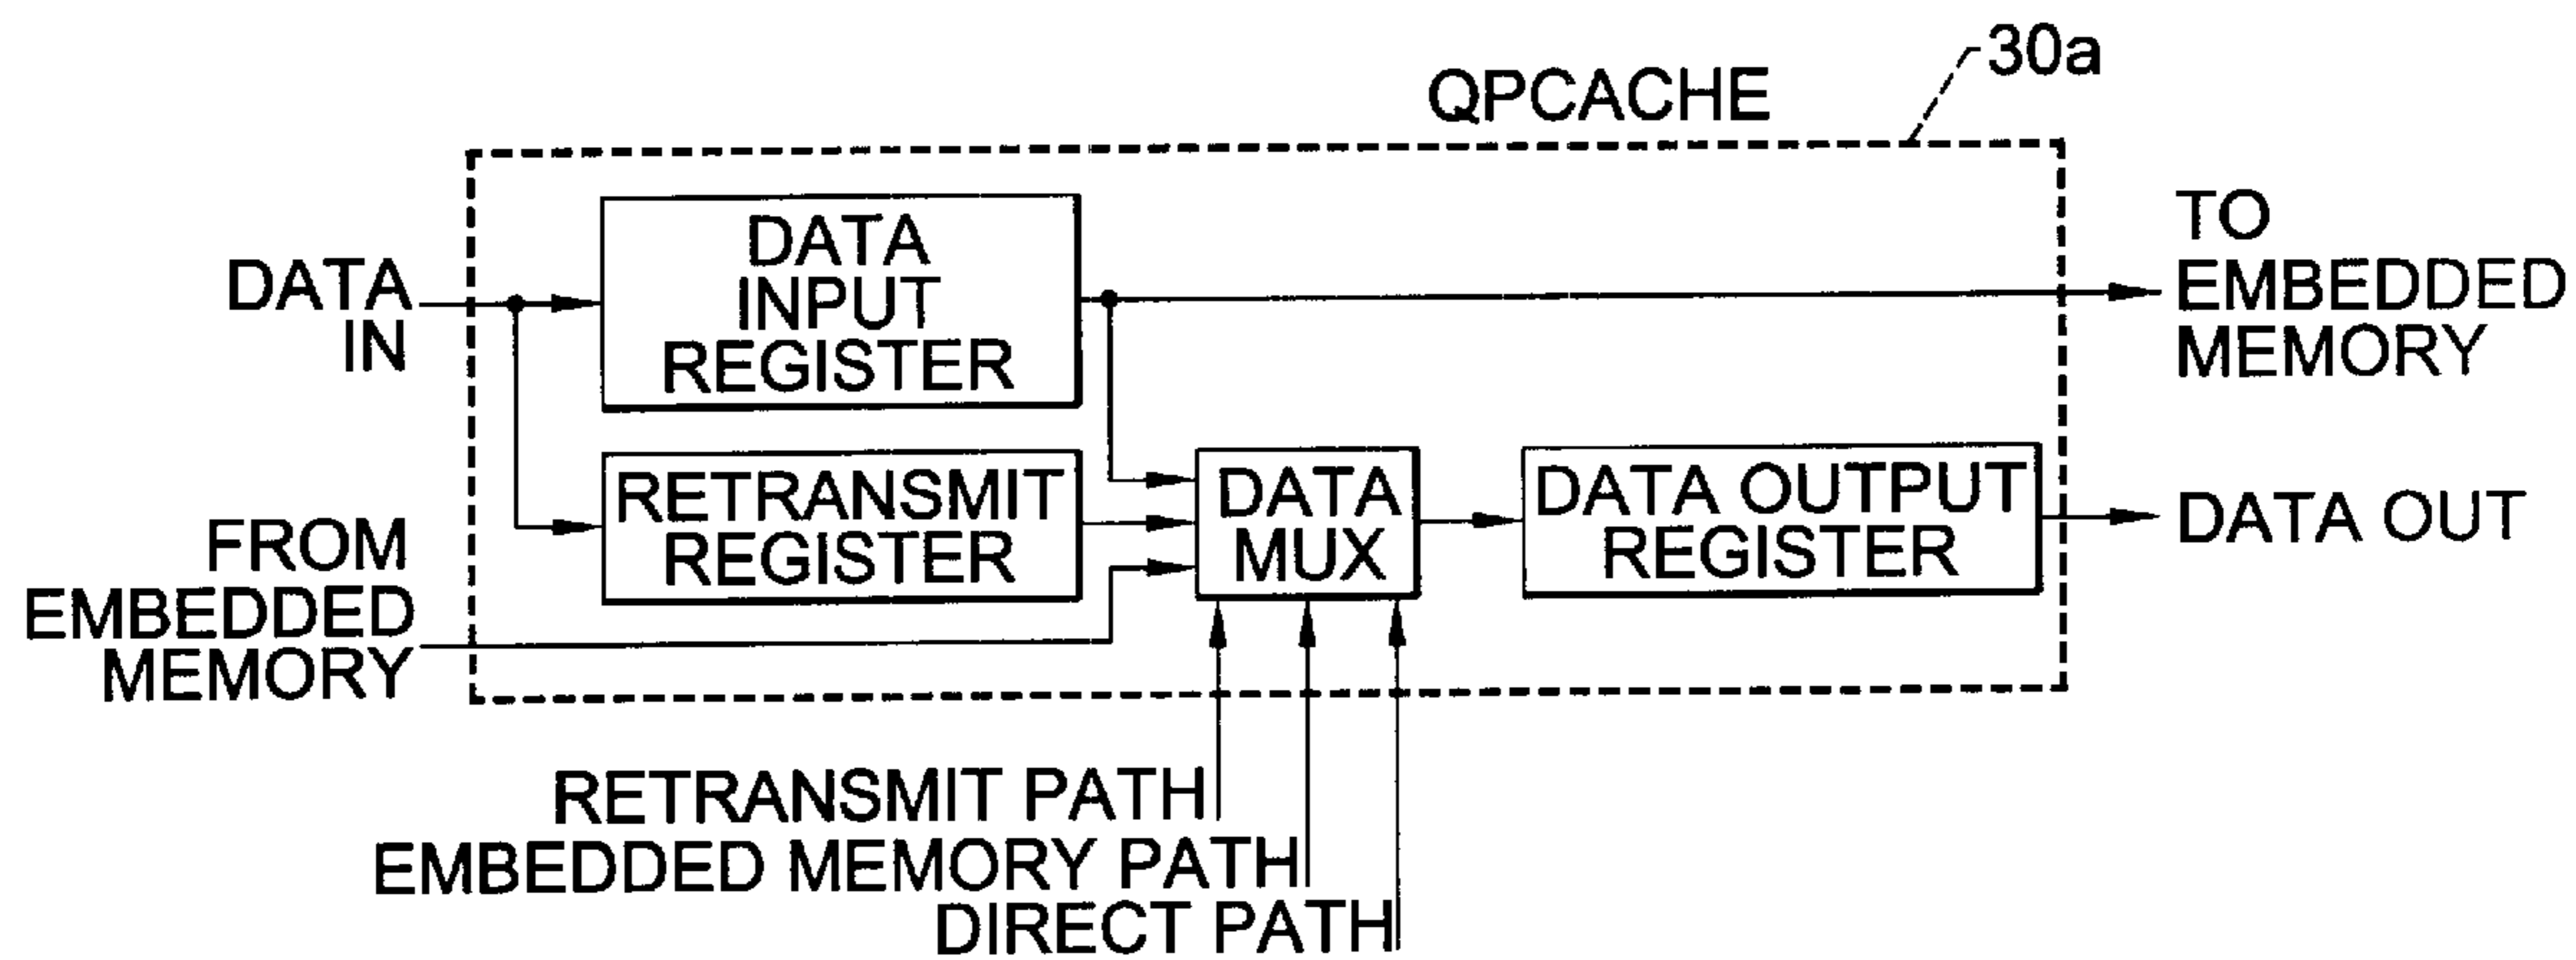 30a
QPCACHE
DATA
IN
DATA
INPUT
REGISTER
TO
EMBEDDED
MEMORY
FROM
EMBEDDED
MEMORY
RETRANSMIT
REGISTER
DATA
MUX
DATA OUTPUT
REGISTER
DATA OUT
RETRANSMIT PATH
EMBEDDED MEMORY PATH
DIRECT PATH